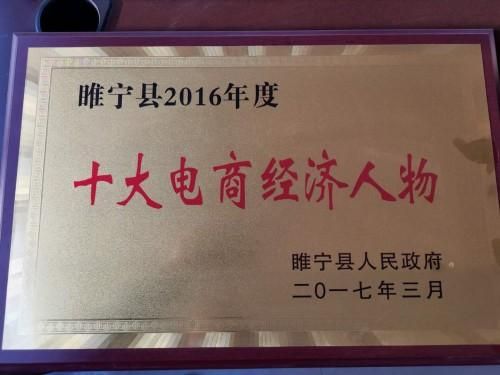 睢宁县2016年度
十大电商经济人物
睢宁县人民政府
二〇一七年三月